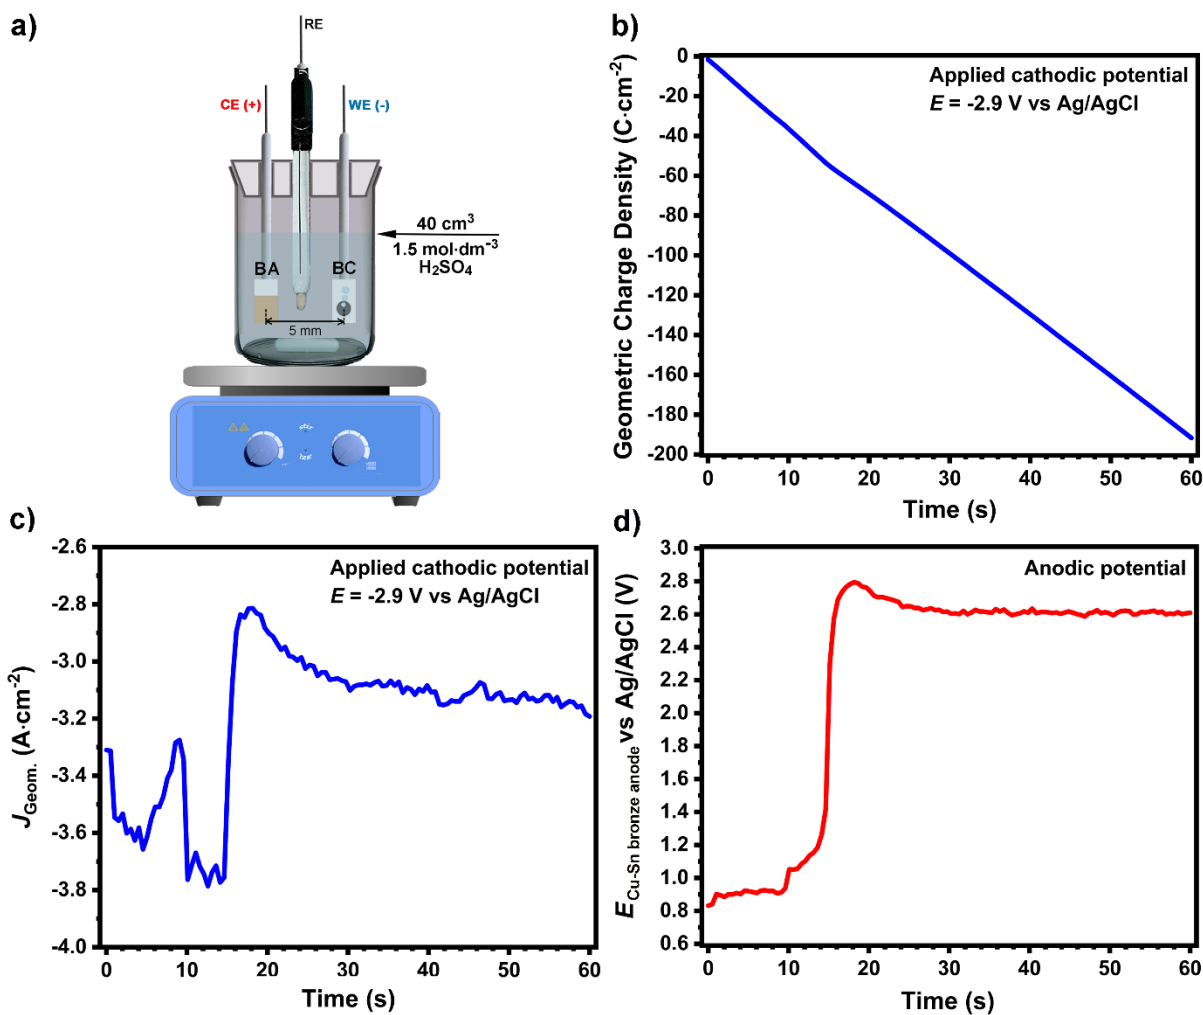 a)
RE
CE (+)
WE (-)
40 cm³
1.5 mol·dm⁻³
H₂SO₄
BA
BC
5 mm
b)
Applied cathodic potential
E = -2.9 V vs Ag/AgCl
Geometric Charge Density (C·cm⁻²)
0
-20
-40
-60
-80
-100
-120
-140
-160
-180
-200
0 10 20 30 40 50 60
Time (s)
c)
Applied cathodic potential
E = -2.9 V vs Ag/AgCl
J_Geom. (A·cm⁻²)
-2.6
-2.8
-3.0
-3.2
-3.4
-3.6
-3.8
-4.0
0 10 20 30 40 50 60
Time (s)
d)
Anodic potential
E_Cu-Sn bronze anode vs Ag/AgCl (V)
3.0
2.8
2.6
2.4
2.2
2.0
1.8
1.6
1.4
1.2
1.0
0.8
0.6
0 10 20 30 40 50 60
Time (s)